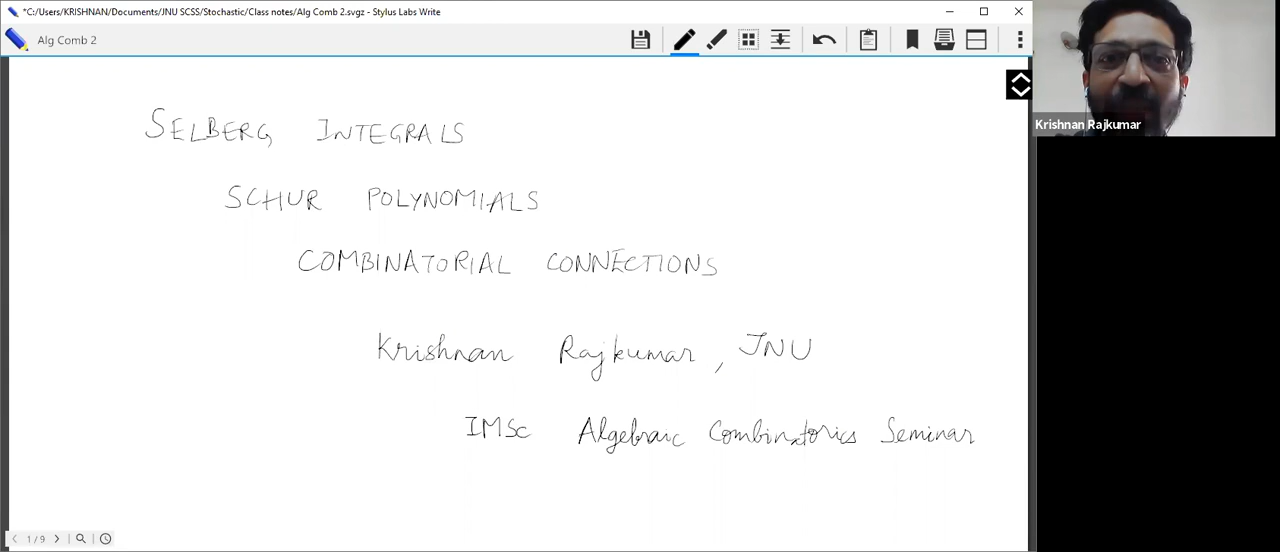 *C:/Users/KRISHNAN/Documents/JNU SCSS/Stochastic/Class notes/Alg Comb 2.svgz - Stylus Labs Write
Alg Comb 2
SELBERG INTEGRALS
SCHUR POLYNOMIALS
COMBINATORIAL CONNECTIONS
Krishnan Rajkumar, JNU
IMSc Algebraic Combinatorics Seminar
1/9
Krishnan Rajkumar